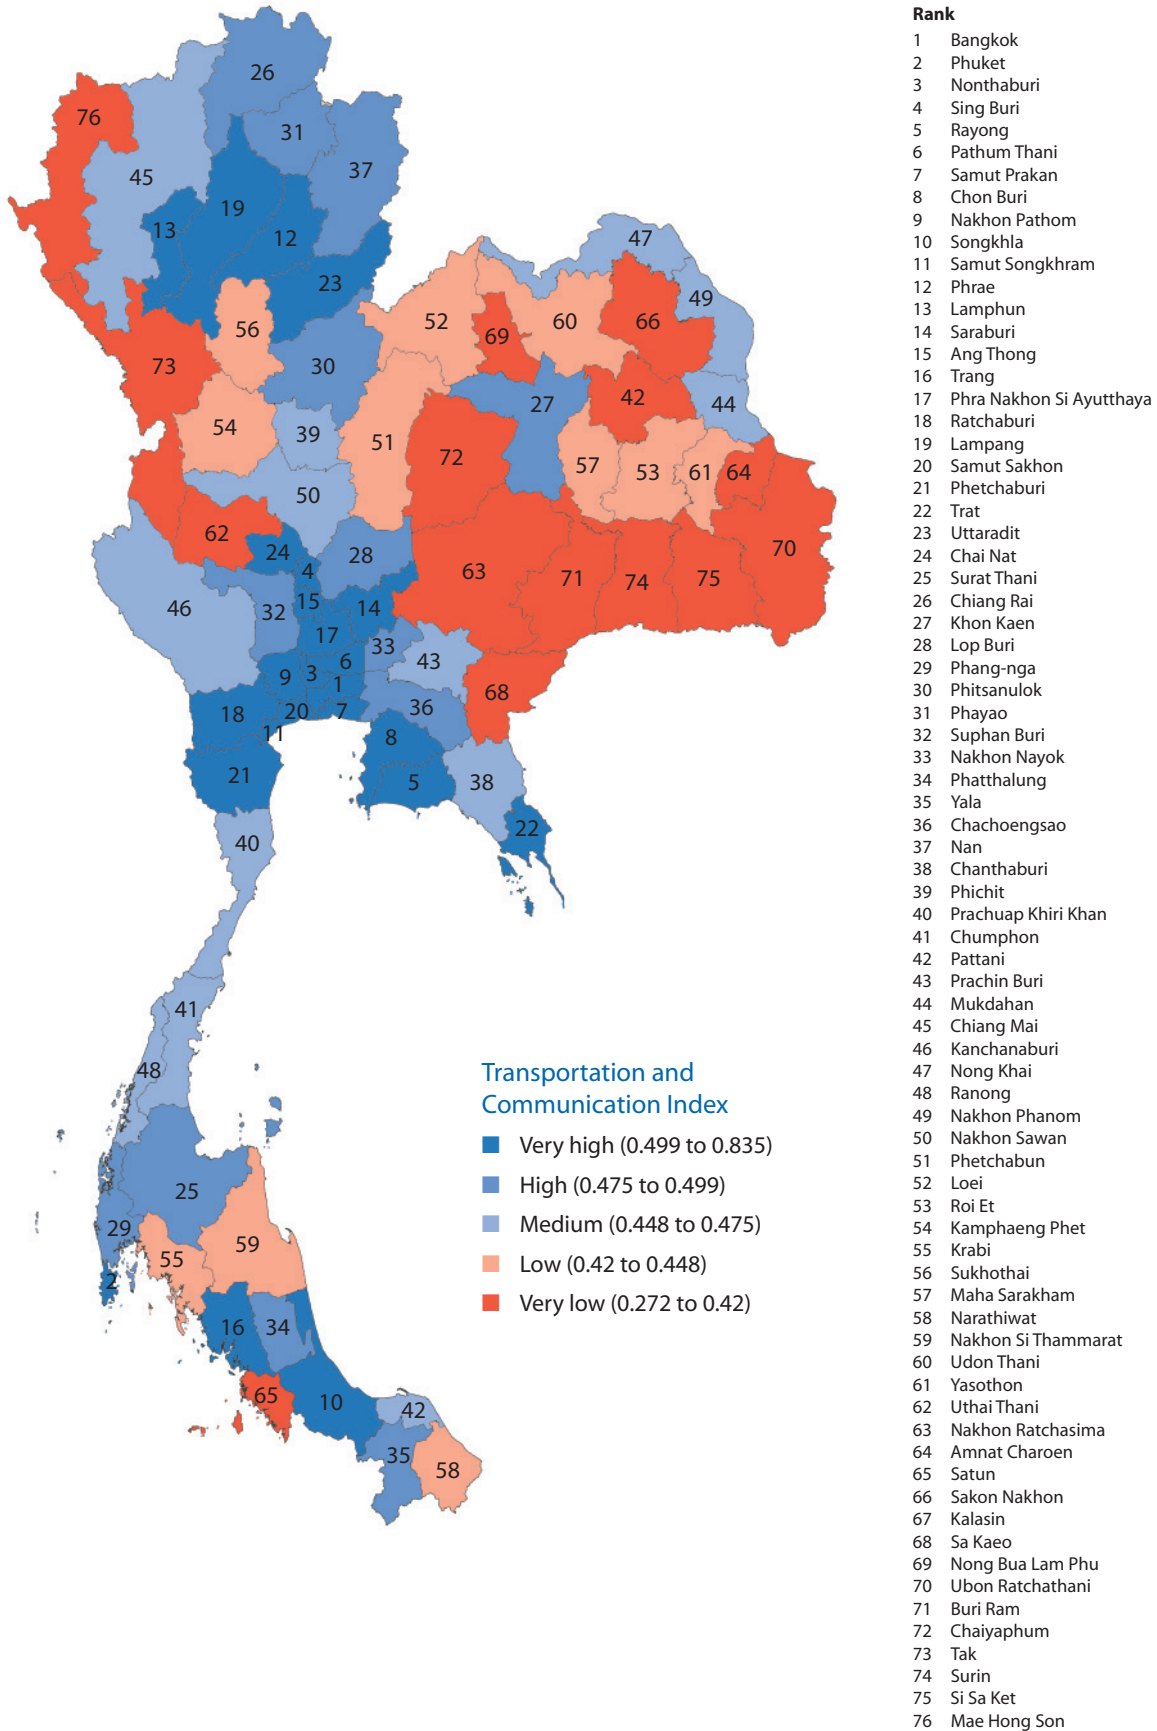 26
76
31
37
45
19
13
12
47
23
49
52
60
66
56
69
30
73
42
27
44
54
39
51
72
57
53
61
64
50
62
24
28
70
4
63
71
74
75
46
15
14
32
17
33
6
43
3
9
1
68
18
20
7
36
11
8
21
5
38
22
40
41
48
25
29
59
55
2
16
34
65
10
42
35
58
Transportation and
Communication Index
Very high (0.499 to 0.835)
High (0.475 to 0.499)
Medium (0.448 to 0.475)
Low (0.42 to 0.448)
Very low (0.272 to 0.42)
Rank
1 Bangkok
2 Phuket
3 Nonthaburi
4 Sing Buri
5 Rayong
6 Pathum Thani
7 Samut Prakan
8 Chon Buri
9 Nakhon Pathom
10 Songkhla
11 Samut Songkhram
12 Phrae
13 Lamphun
14 Saraburi
15 Ang Thong
16 Trang
17 Phra Nakhon Si Ayutthaya
18 Ratchaburi
19 Lampang
20 Samut Sakhon
21 Phetchaburi
22 Trat
23 Uttaradit
24 Chai Nat
25 Surat Thani
26 Chiang Rai
27 Khon Kaen
28 Lop Buri
29 Phang-nga
30 Phitsanulok
31 Phayao
32 Suphan Buri
33 Nakhon Nayok
34 Phatthalung
35 Yala
36 Chachoengsao
37 Nan
38 Chanthaburi
39 Phichit
40 Prachuap Khiri Khan
41 Chumphon
42 Pattani
43 Prachin Buri
44 Mukdahan
45 Chiang Mai
46 Kanchanaburi
47 Nong Khai
48 Ranong
49 Nakhon Phanom
50 Nakhon Sawan
51 Phetchabun
52 Loei
53 Roi Et
54 Kamphaeng Phet
55 Krabi
56 Sukhothai
57 Maha Sarakham
58 Narathiwat
59 Nakhon Si Thammarat
60 Udon Thani
61 Yasothon
62 Uthai Thani
63 Nakhon Ratchasima
64 Amnat Charoen
65 Satun
66 Sakon Nakhon
67 Kalasin
68 Sa Kaeo
69 Nong Bua Lam Phu
70 Ubon Ratchathani
71 Buri Ram
72 Chaiyaphum
73 Tak
74 Surin
75 Si Sa Ket
76 Mae Hong Son